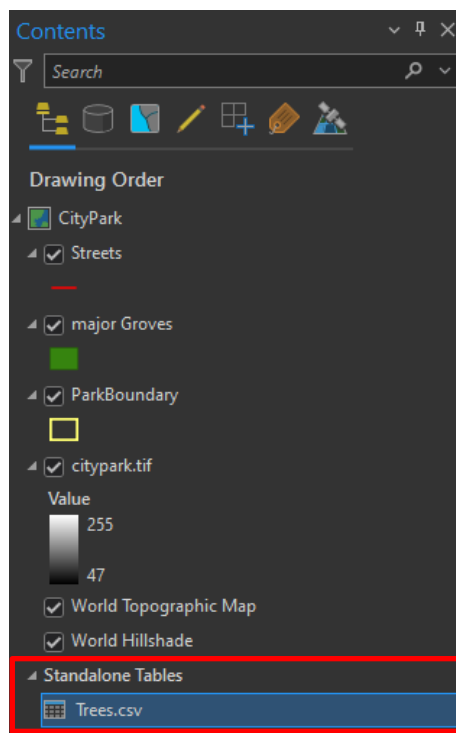 Contents
Search
Drawing Order
CityPark
Streets
major Groves
ParkBoundary
citypark.tif
Value
255
47
World Topographic Map
World Hillshade
Standalone Tables
Trees.csv